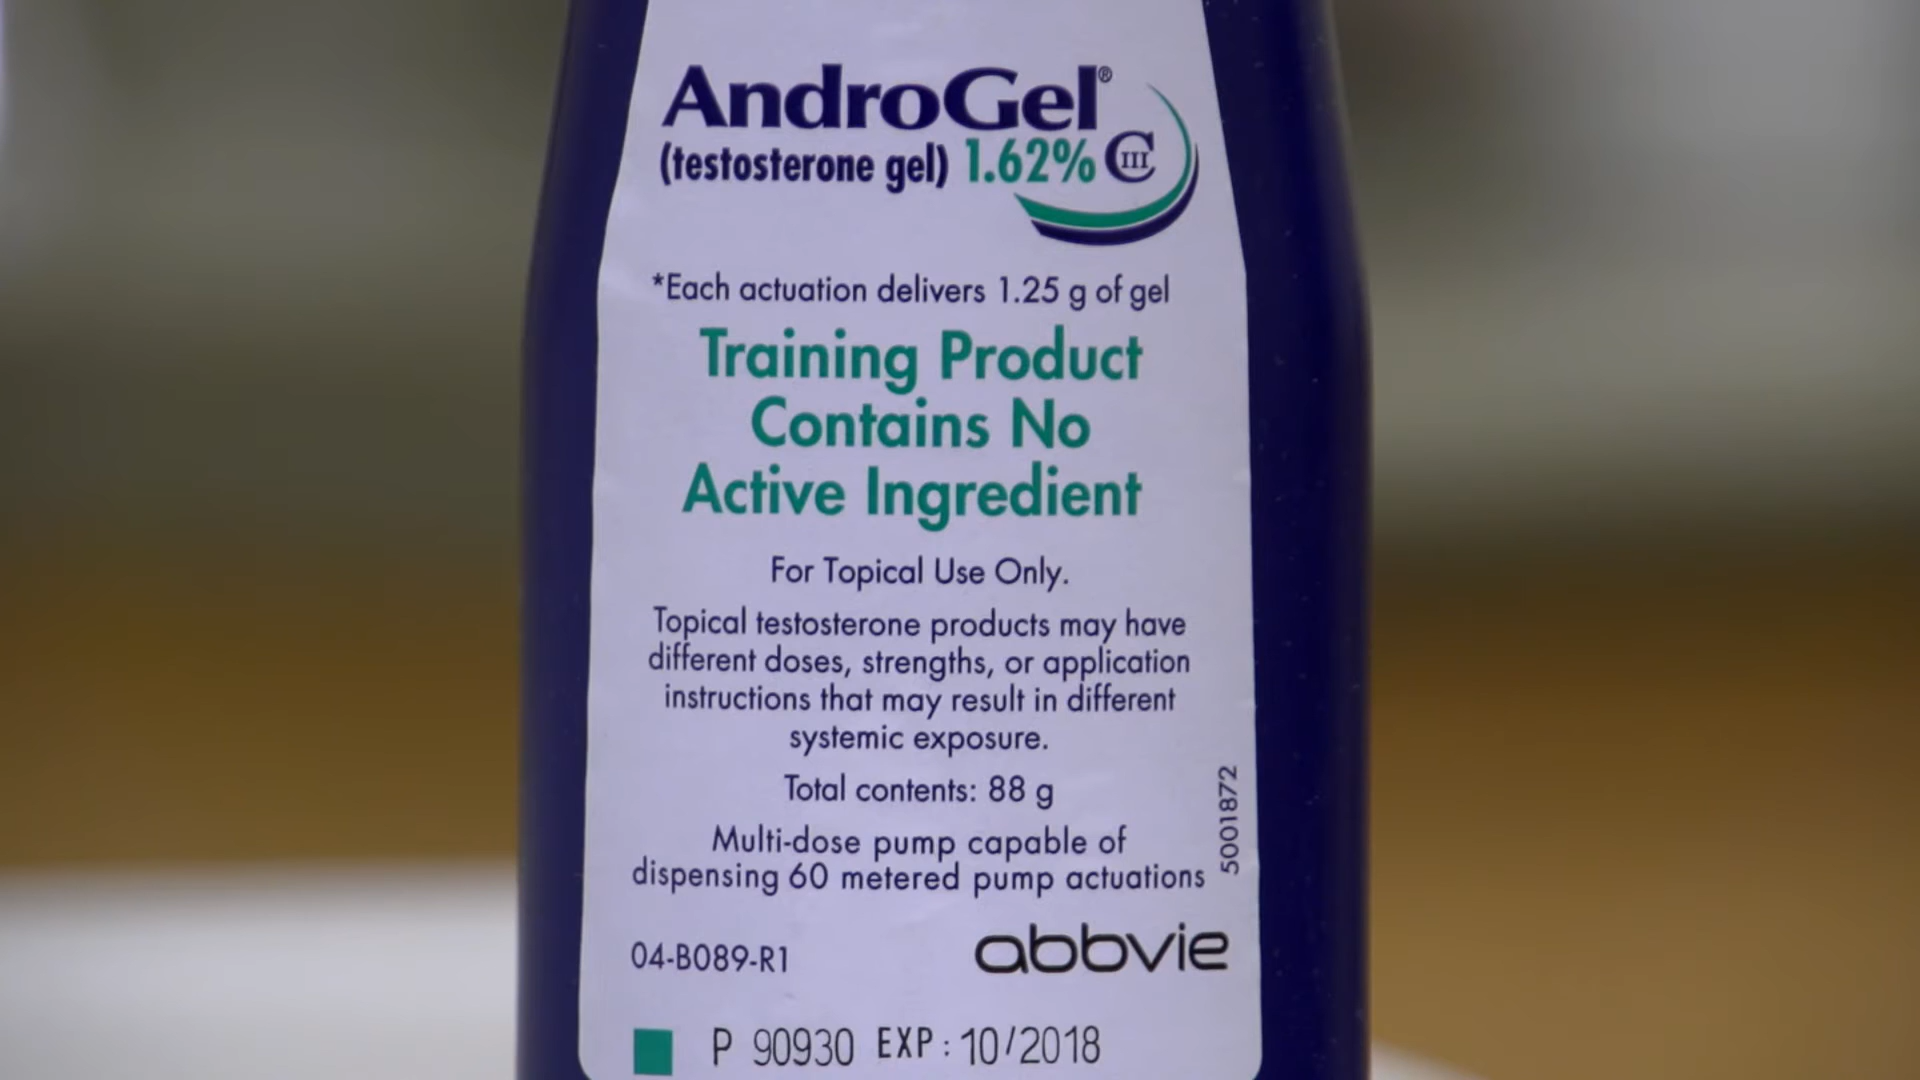 AndroGel®
(testosterone gel) 1.62% CIII
*Each actuation delivers 1.25 g of gel
Training Product
Contains No
Active Ingredient
For Topical Use Only.
Topical testosterone products may have
different doses, strengths, or application
instructions that may result in different
systemic exposure.
Total contents: 88 g
Multi-dose pump capable of
dispensing 60 metered pump actuations
5001872
04-B089-R1
abbvie
P 90930 EXP: 10/2018